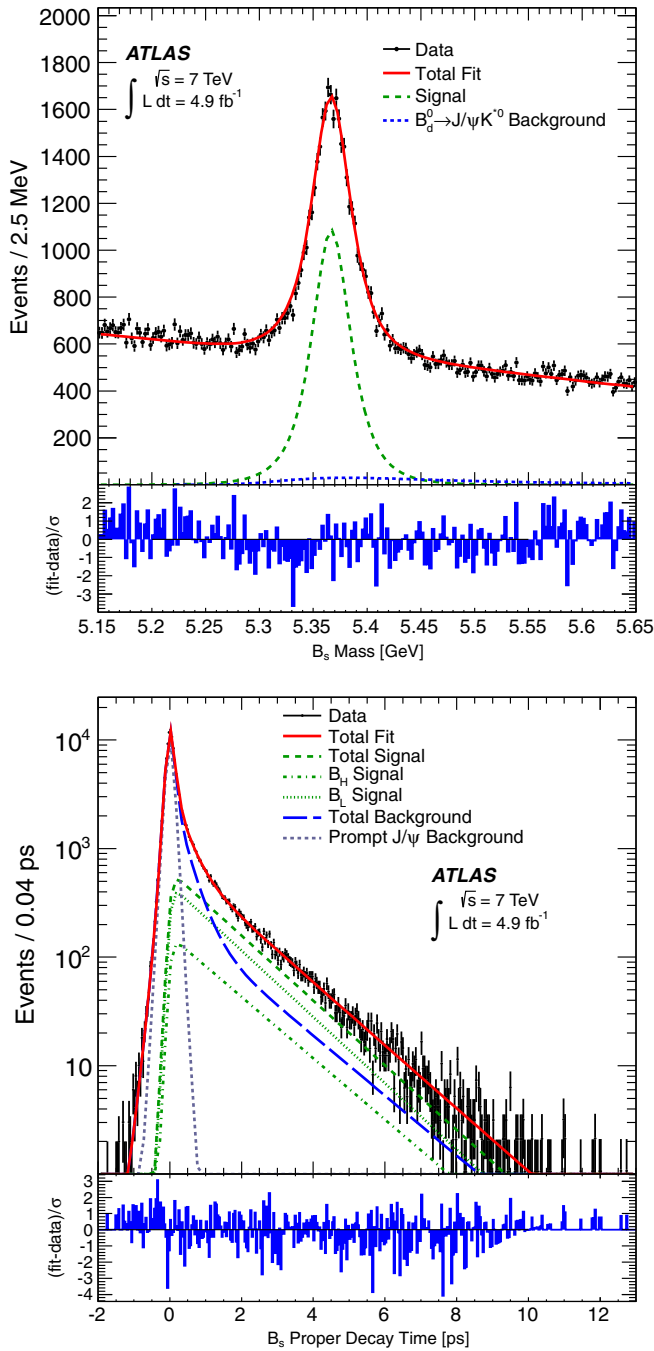 2000
1800
1600
1400
1200
1000
800
600
400
200
Events / 2.5 MeV
ATLAS
√s = 7 TeV
∫ L dt = 4.9 fb⁻¹
Data
Total Fit
Signal
B⁰d→J/ψK*⁰ Background
2
1
0
-1
-2
-3
(fit-data)/σ
5.15 5.2 5.25 5.3 5.35 5.4 5.45 5.5 5.55 5.6 5.65
Bs Mass [GeV]
10⁴
10³
10²
10
Events / 0.04 ps
Data
Total Fit
Total Signal
BH Signal
BL Signal
Total Background
Prompt J/ψ Background
ATLAS
√s = 7 TeV
∫ L dt = 4.9 fb⁻¹
3
2
1
0
-1
-2
-3
-4
(fit-data)/σ
-2 0 2 4 6 8 10 12
Bs Proper Decay Time [ps]